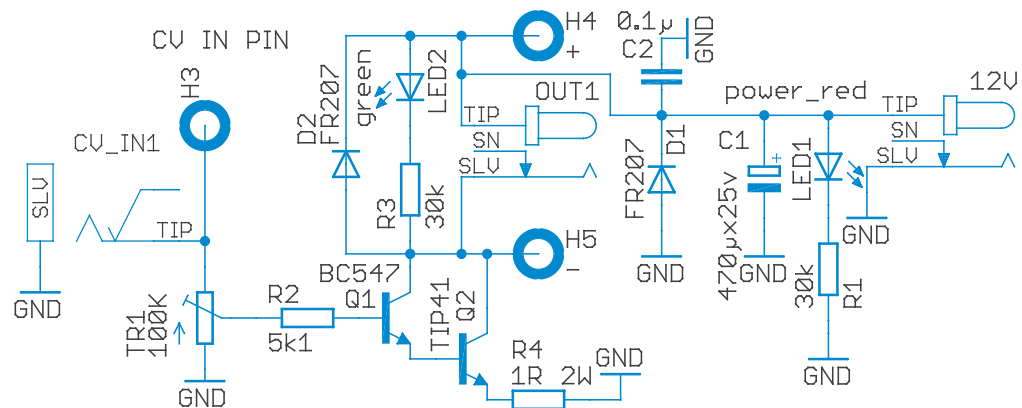 CV IN PIN
H3
CV_IN1
SLV
TIP
GND
TR1
100K
GND
R2
5k1
D2
FR207
green
LED2
R3
30k
BC547
Q1
TIP41
Q2
R4
1R 2W
GND
H4
+
OUT1
TIP
SN
SLV
H5
-
0.1µ
C2
GND
D1
FR207
GND
power_red
C1
+
470µx25v
GND
LED1
30k
R1
GND
12V
TIP
SN
SLV
GND